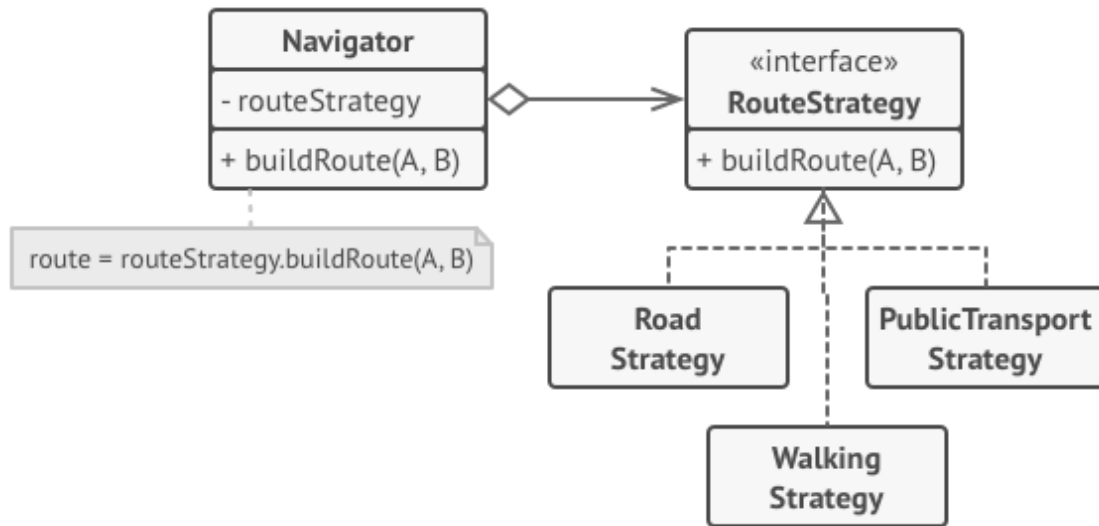 Navigator
- routeStrategy
+ buildRoute(A, B)
route = routeStrategy.buildRoute(A, B)
«interface»
RouteStrategy
+ buildRoute(A, B)
Road
Strategy
PublicTransport
Strategy
Walking
Strategy